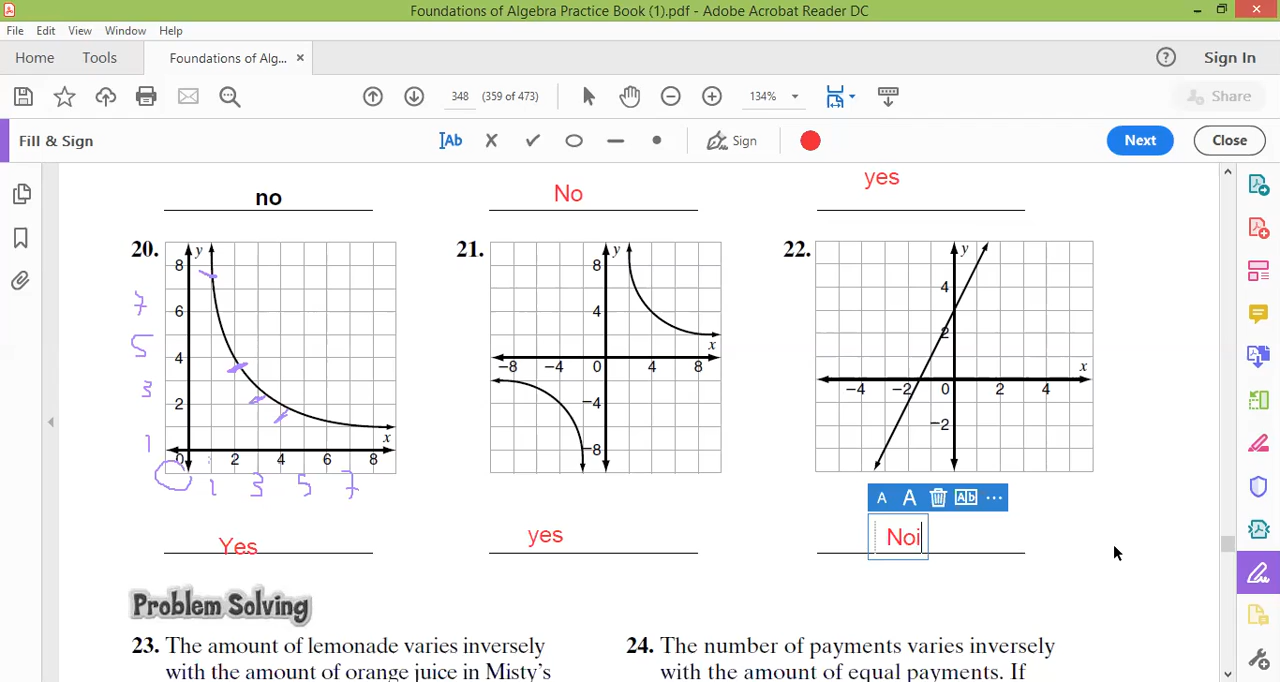 Foundations of Algebra Practice Book (1).pdf - Adobe Acrobat Reader DC
File Edit View Window Help
Home Tools Foundations of Alg... ×
Sign In
348 (359 of 473) 134% Share
Fill & Sign Ab Sign Next Close
no No yes
20. 21. 22.
y
8
6
4
2
0 2 4 6 8
x
7
5
3
1
1 3 5 7
y
8
4
−8 −4 0 4 8
x
−4
−8
y
4
2
x
−4 −2 0 2 4
−2
A A Ab ...
Yes yes Noi
Problem Solving
23. The amount of lemonade varies inversely
with the amount of orange juice in Misty's
24. The number of payments varies inversely
with the amount of equal payments. If